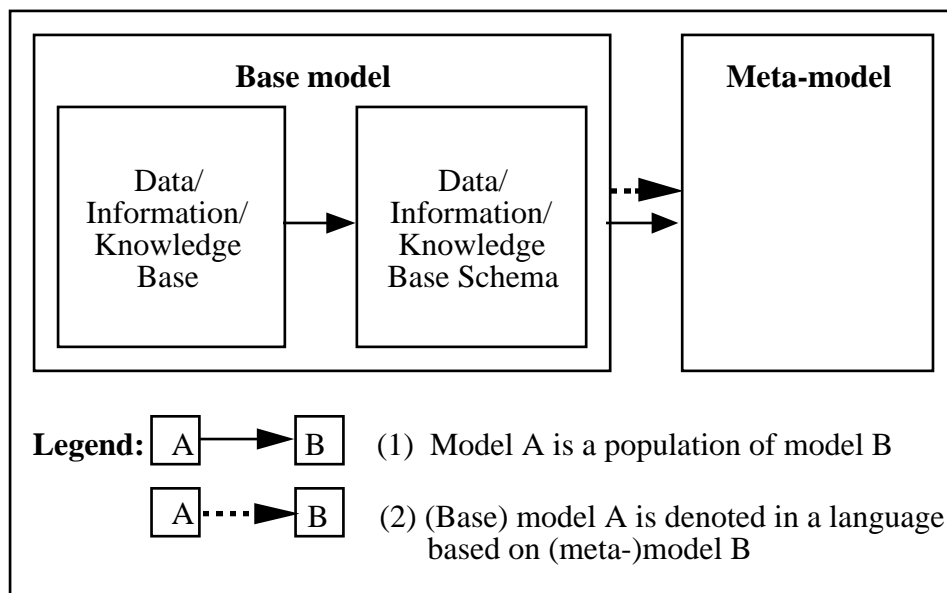 Base model
Meta-model
Data/
Information/
Knowledge
Base
Data/
Information/
Knowledge
Base Schema
Legend: A B (1) Model A is a population of model B
A B (2) (Base) model A is denoted in a language
based on (meta-)model B